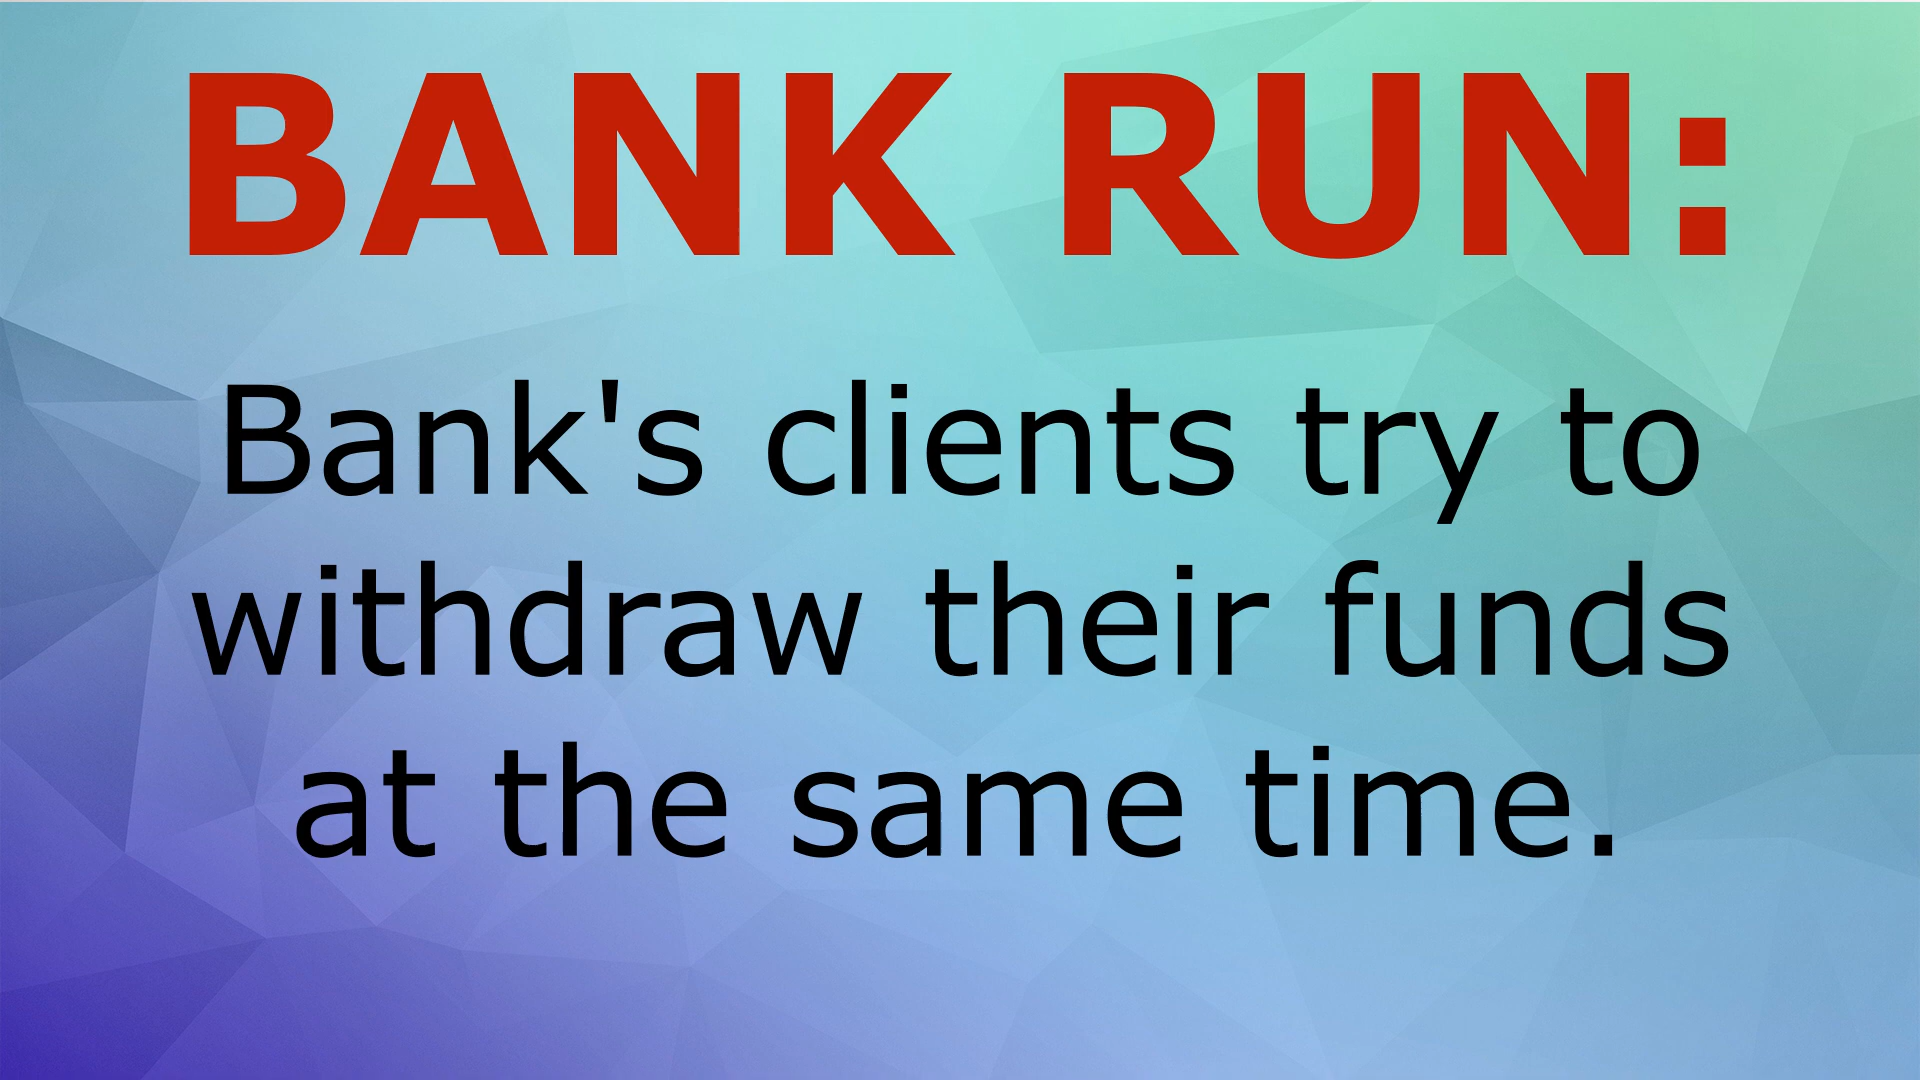 BANK RUN:
Bank's clients try to
withdraw their funds
at the same time.